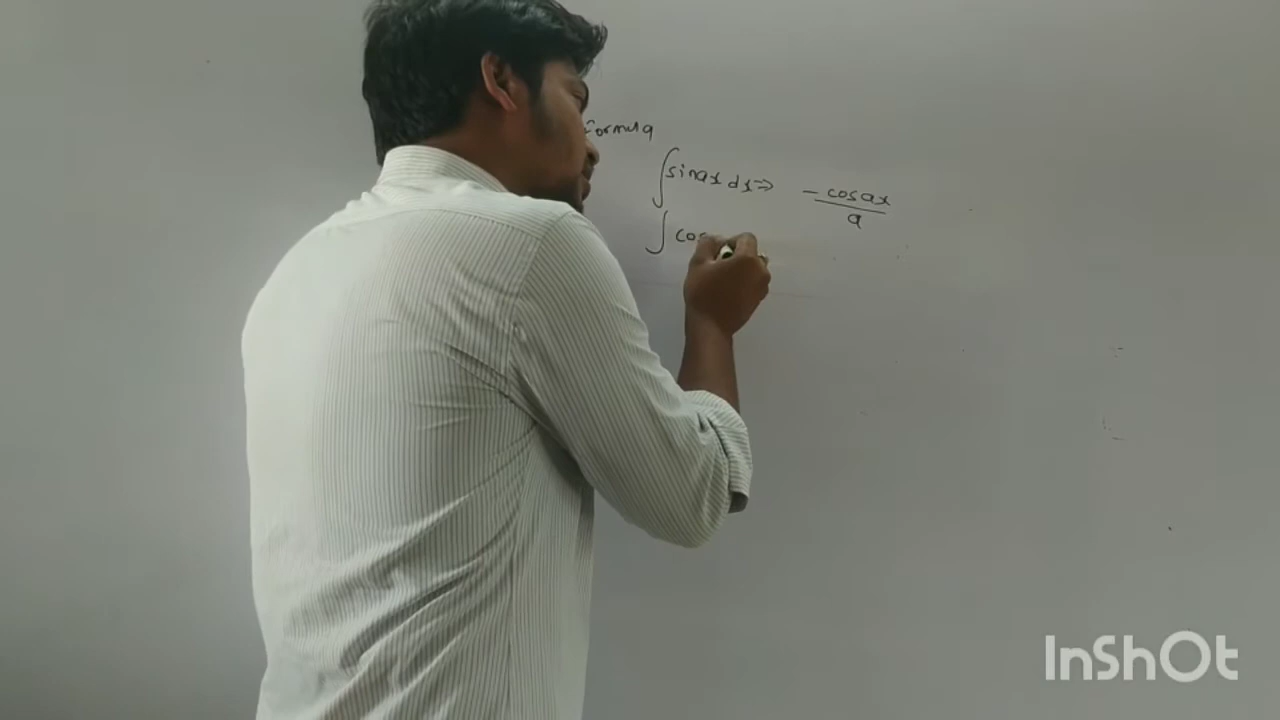 Formula
∫sinax dx ⇒ -cosax/a
∫cos
InShOt